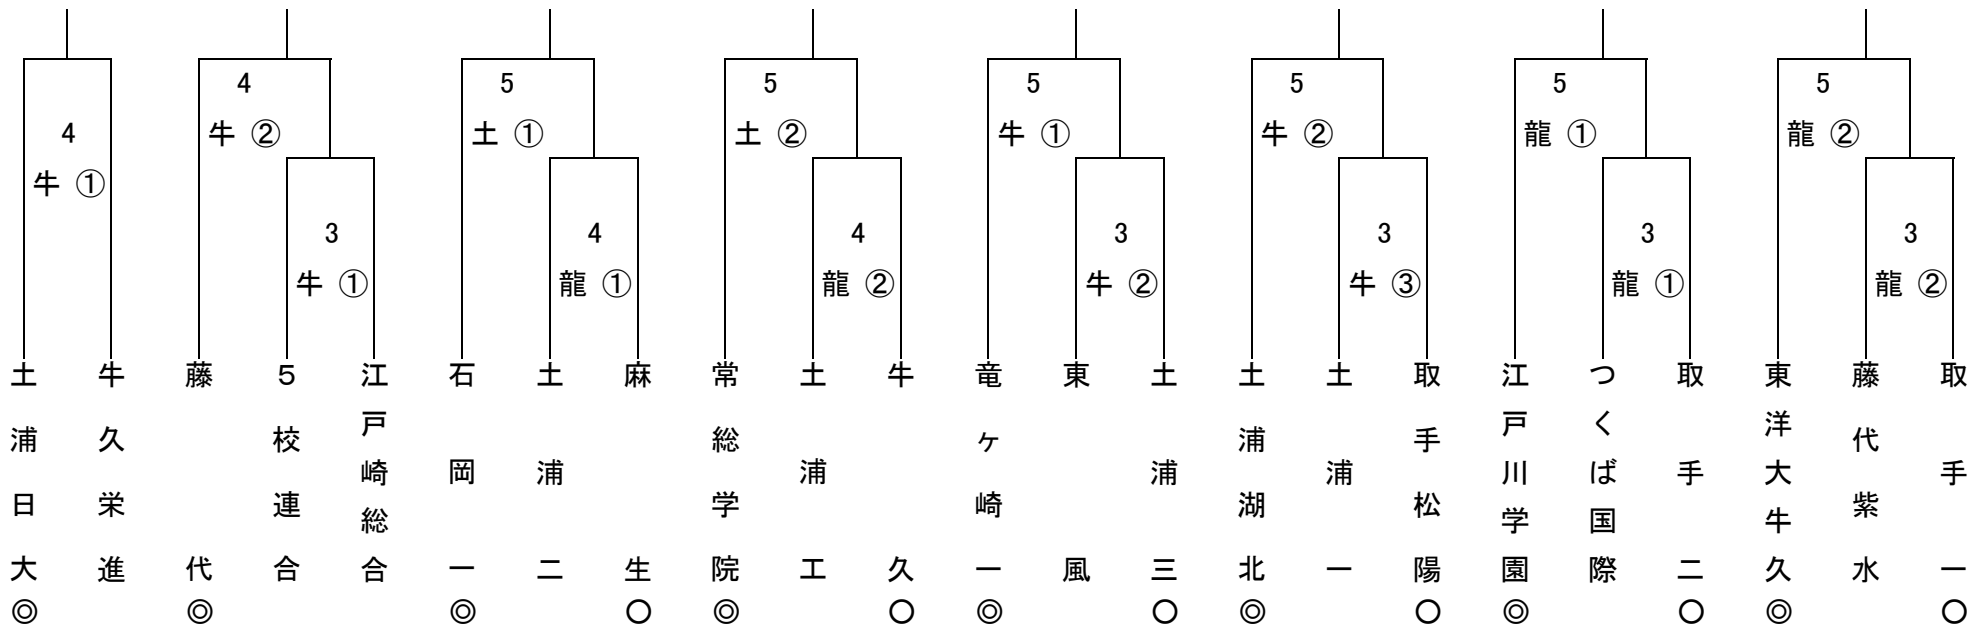 4
牛 ①
4
牛 ②
3
牛 ①
5
土 ①
4
龍 ①
5
土 ②
4
龍 ②
5
牛 ①
3
牛 ②
5
牛 ②
3
牛 ③
5
龍 ①
3
龍 ①
5
龍 ②
3
龍 ②
土浦日大◎
牛久栄進
藤代◎
5校連合
江戸崎総合
石岡一◎
土浦二
麻生○
常総学院◎
土浦工
牛久○
竜ヶ崎一◎
東風
土浦三○
土浦湖北◎
土浦一
取手松陽○
江戸川学園◎
つくば国際
取手二○
東洋大牛久◎
藤代紫水
取手一○